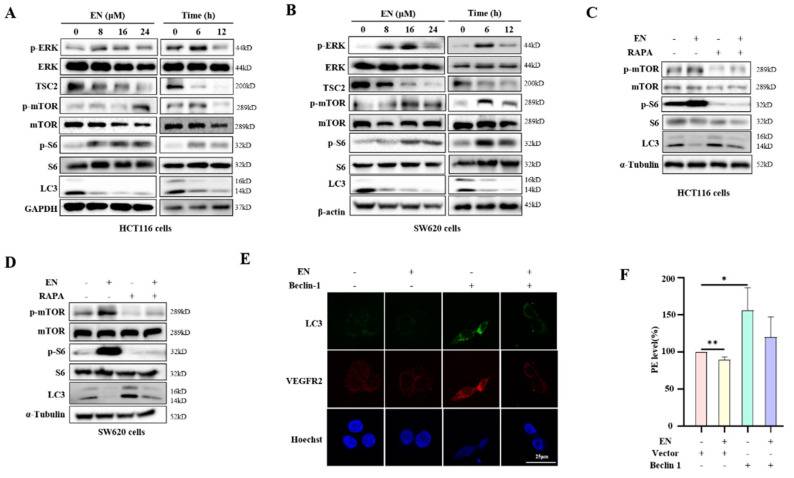 A
EN (μM) Time (h)
0 8 16 24 0 6 12
p-ERK 44kD
ERK 44kD
TSC2 200kD
p-mTOR 289kD
mTOR 289kD
p-S6 32kD
S6 32kD
LC3 16kD
14kD
GAPDH 37kD
HCT116 cells
B
EN (μM) Time (h)
0 8 16 24 0 6 12
p-ERK 44kD
ERK 44kD
TSC2 200kD
p-mTOR 289kD
mTOR 289kD
p-S6 32kD
S6 32kD
LC3 16kD
14kD
β-actin 45kD
SW620 cells
C
EN - + - +
RAPA - - + +
p-mTOR 289kD
mTOR 289kD
p-S6 32kD
S6 32kD
LC3 16kD
14kD
α-Tubulin 52kD
HCT116 cells
D
EN - + - +
RAPA - - + +
p-mTOR 289kD
mTOR 289kD
p-S6 32kD
S6 32kD
LC3 16kD
14kD
α-Tubulin 52kD
SW620 cells
E
EN - + - +
Beclin-1 - - + +
LC3
VEGFR2
Hoechst
25μm
F
PE level(%)
200
150
100
50
0
*
**
EN - + - +
Vector + + - -
Beclin 1 - - + +